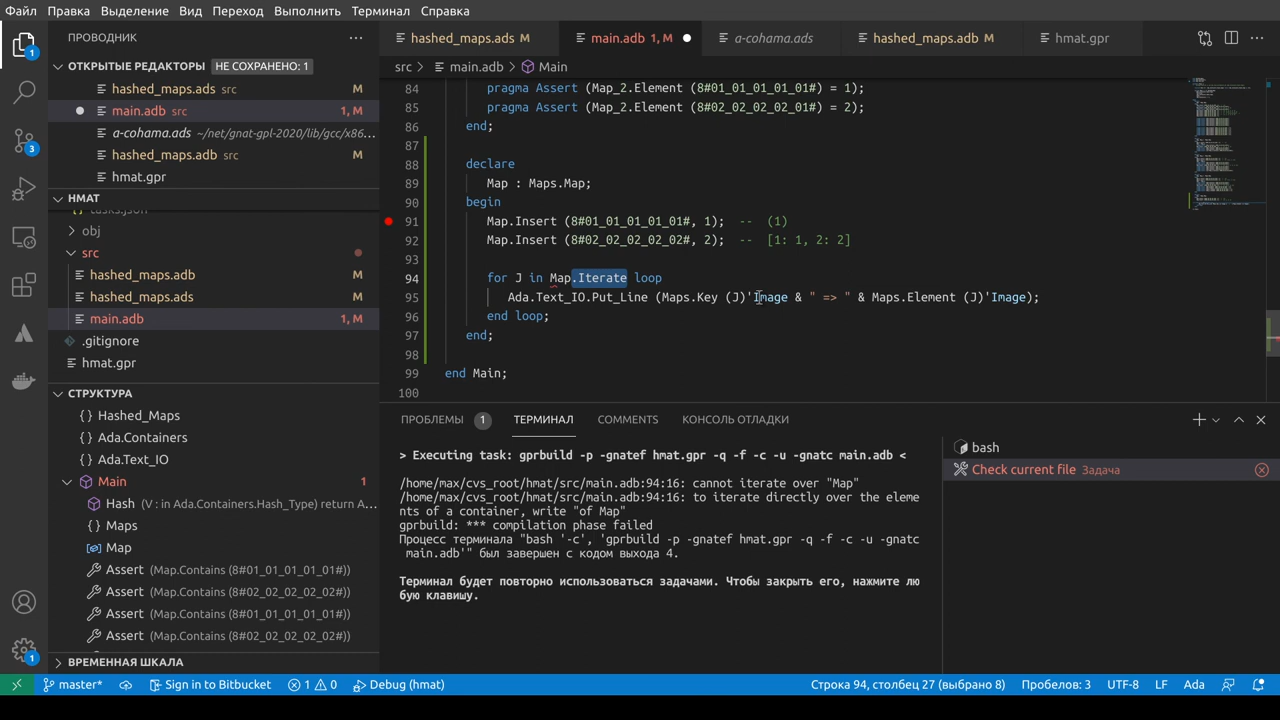 Файл Правка Выделение Вид Переход Выполнить Терминал Справка
ПРОВОДНИК
ОТКРЫТЫЕ РЕДАКТОРЫ НЕ СОХРАНЕНО: 1
hashed_maps.ads src M
main.adb src 1, M
a-cohama.ads ~/net/gnat-gpl-2020/lib/gcc/x86...
hashed_maps.adb src M
hmat.gpr
HMAT
tasks.json
obj
src
hashed_maps.adb M
hashed_maps.ads M
main.adb 1, M
.gitignore
hmat.gpr
СТРУКТУРА
Hashed_Maps
Ada.Containers
Ada.Text_IO
Main 1
Hash (V : in Ada.Containers.Hash_Type) return A...
Maps
Map
Assert (Map.Contains (8#01_01_01_01_01#))
Assert (Map.Contains (8#02_02_02_02_02#))
Assert (Map.Contains (8#01_01_01_01_01#))
Assert (Map.Contains (8#02_02_02_02_02#))
ВРЕМЕННАЯ ШКАЛА
hashed_maps.ads M main.adb 1, M a-cohama.ads hashed_maps.adb M hmat.gpr
src > main.adb > Main
84 pragma Assert (Map_2.Element (8#01_01_01_01_01#) = 1);
85 pragma Assert (Map_2.Element (8#02_02_02_02_01#) = 2);
86 end;
87
88 declare
89 Map : Maps.Map;
90 begin
91 Map.Insert (8#01_01_01_01_01#, 1); -- (1)
92 Map.Insert (8#02_02_02_02_02#, 2); -- [1: 1, 2: 2]
93
94 for J in Map.Iterate loop
95 Ada.Text_IO.Put_Line (Maps.Key (J)'Image & " => " & Maps.Element (J)'Image);
96 end loop;
97 end;
98
99 end Main;
100
ПРОБЛЕМЫ 1 ТЕРМИНАЛ COMMENTS КОНСОЛЬ ОТЛАДКИ
> Executing task: gprbuild -p -gnatef hmat.gpr -q -f -c -u -gnatc main.adb <
/home/max/cvs_root/hmat/src/main.adb:94:16: cannot iterate over "Map"
/home/max/cvs_root/hmat/src/main.adb:94:16: to iterate directly over the eleme
nts of a container, write "of Map"
gprbuild: *** compilation phase failed
Процесс терминала "bash '-c', 'gprbuild -p -gnatef hmat.gpr -q -f -c -u -gnatc
main.adb'" был завершен с кодом выхода 4.
Терминал будет повторно использоваться задачами. Чтобы закрыть его, нажмите лю
бую клавишу.
bash
Check current file Задача
master* Sign in to Bitbucket 1 0 Debug (hmat) Строка 94, столбец 27 (выбрано 8) Пробелов: 3 UTF-8 LF Ada